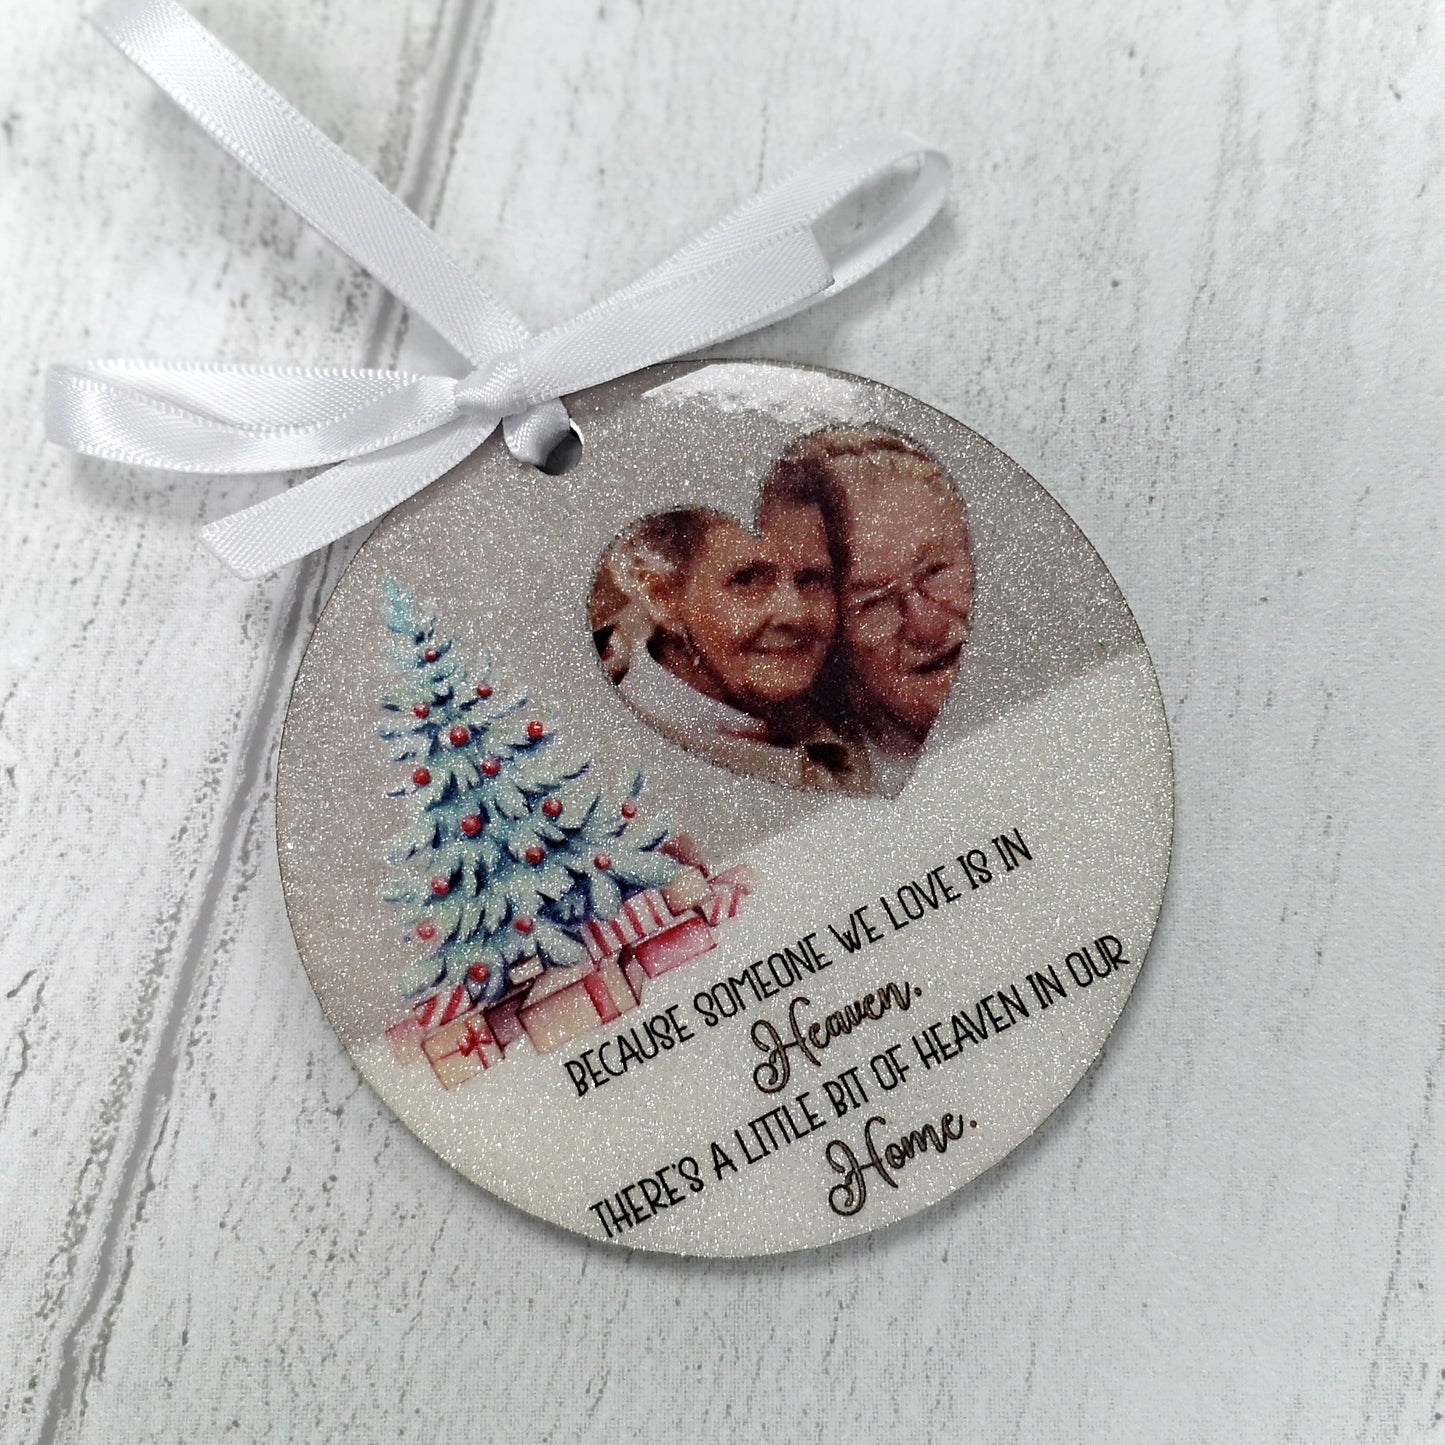 BECAUSE SOMEONE WE LOVE IS IN
Heaven.
THERE'S A LITTLE BIT OF HEAVEN IN OUR
Home.